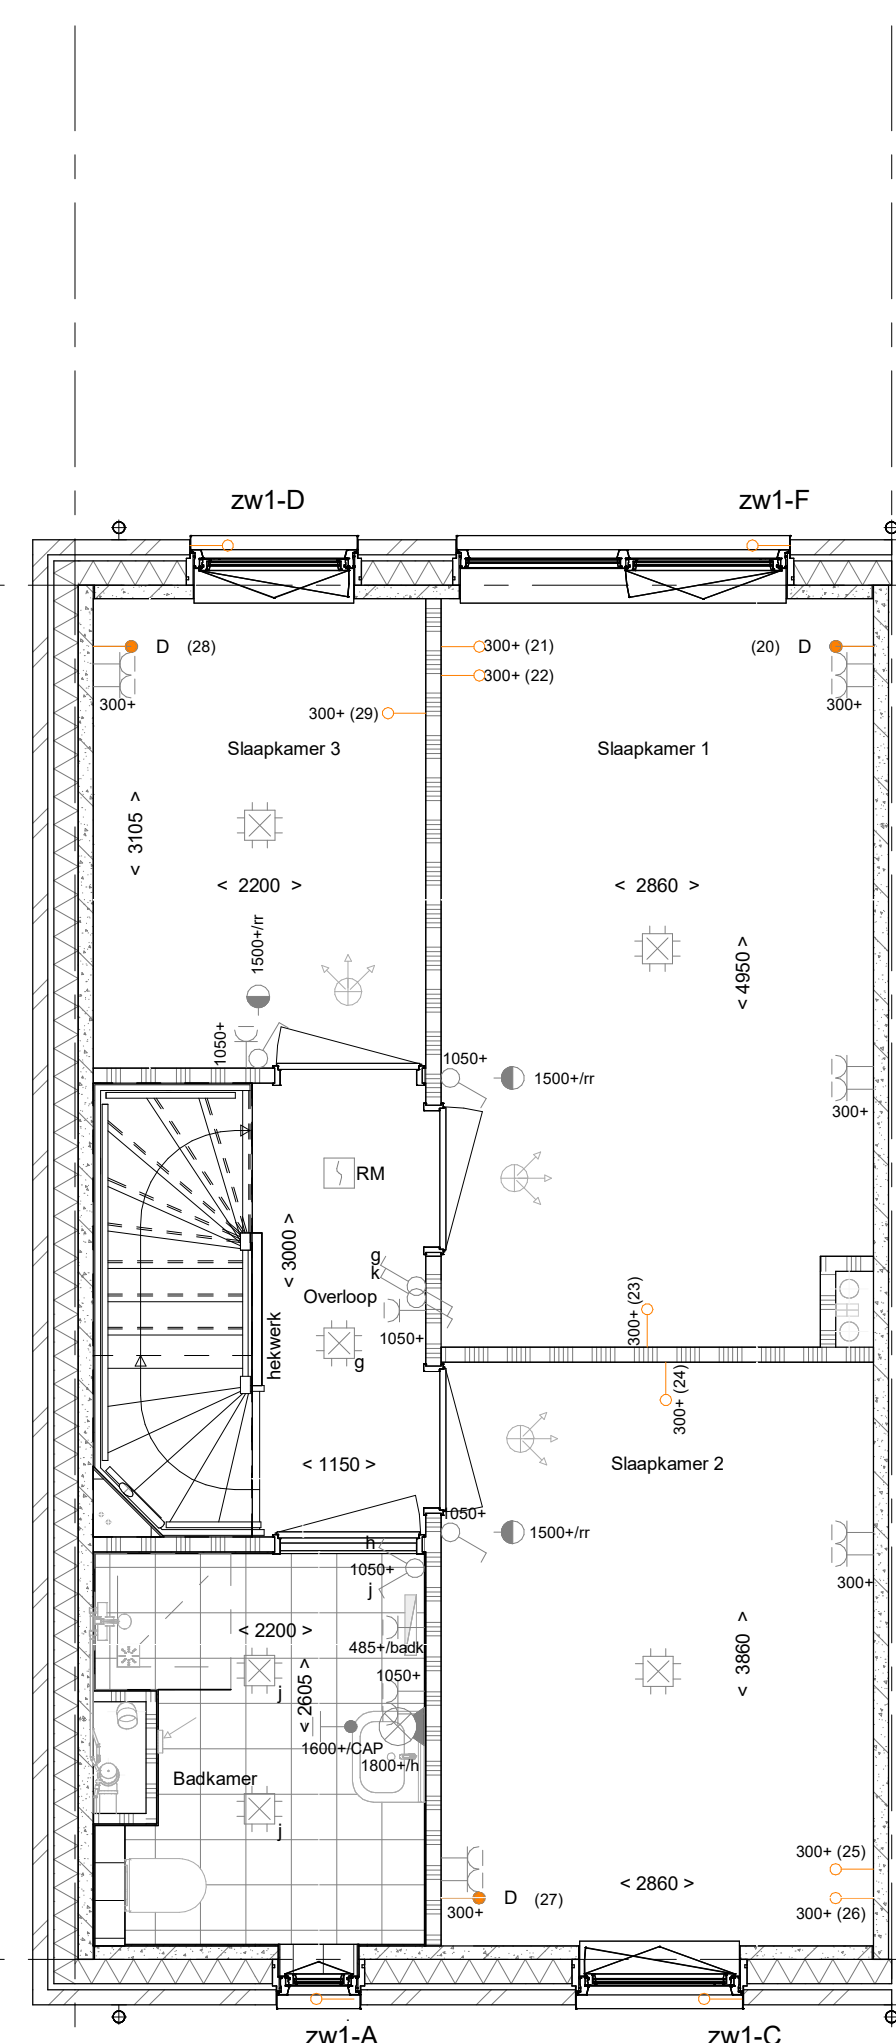 zw1-D
zw1-F
D (28)
300+ (21)
(20) D
300+ (22)
300+
300+
300+ (29)
Slaapkamer 3
Slaapkamer 1
< 3105 >
< 2200 >
< 2860 >
1500+/rr
< 4950 >
1050+
1050+
1500+/rr
300+
RM
< 3000 >
g
k
Overloop
300+ (23)
1050+
hekwerk
g
300+ (24)
< 1150 >
Slaapkamer 2
1050+
1500+/rr
h
1050+
j
300+
< 2200 >
485+/badk
< 3860 >
1050+
j
< 2605 >
1600+/CAP
1800+/h
Badkamer
j
300+ (25)
< 2860 >
D (27)
300+
300+ (26)
zw1-A
zw1-C